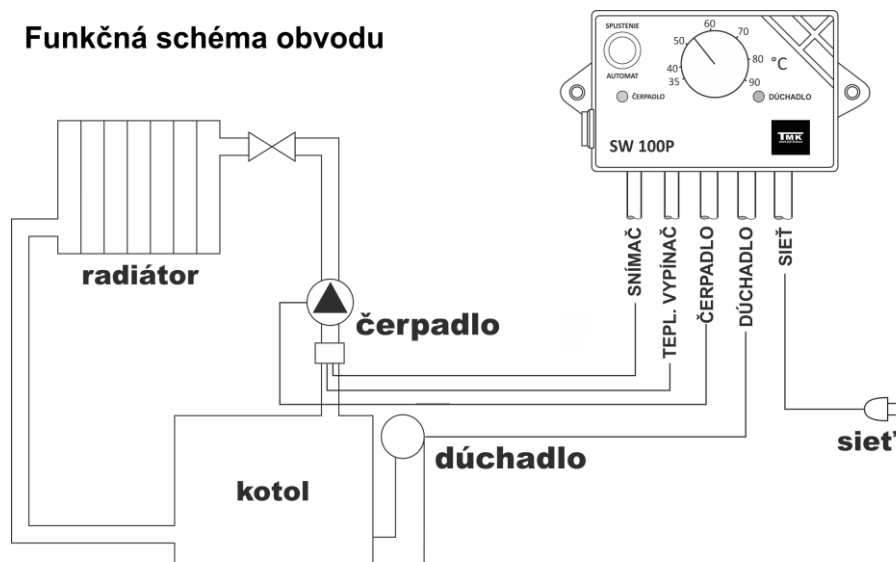 Funkčná schéma obvodu
SPUSTENIE
AUTOMAT
35
40
50
60
70
80
90
°C
ČERPADLO
DÚCHADLO
SW 100P
TMK
SNÍMAČ
TEPL. VYPÍNAČ
ČERPADLO
DÚCHADLO
SIEŤ
radiátor
čerpadlo
sieť
dúchadlo
kotol